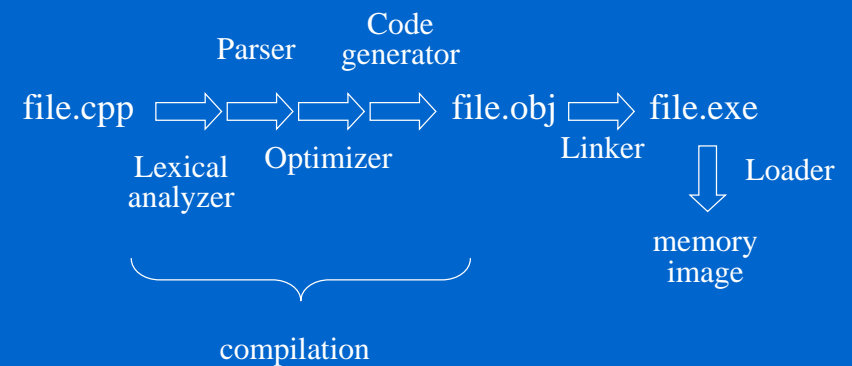 Code
Parser generator
file.cpp file.obj file.exe
Lexical Optimizer Linker Loader
analyzer
memory
image
compilation